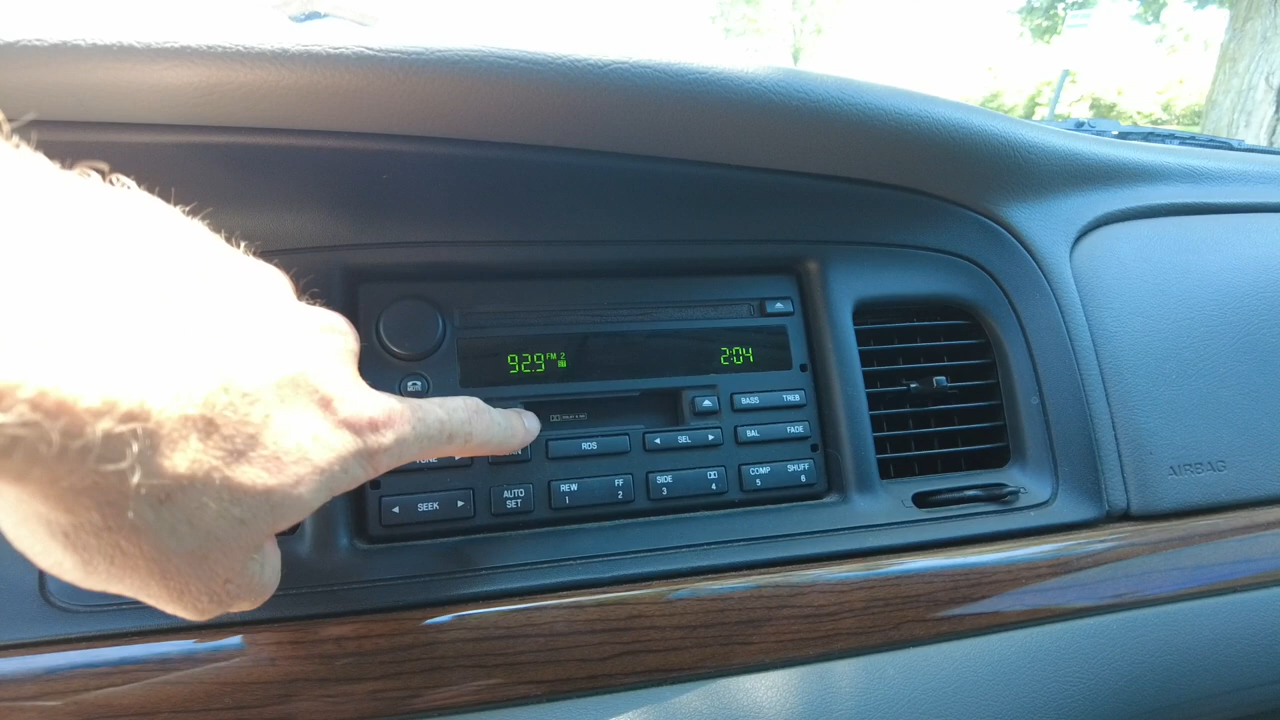 92.9 FM 2
2:04
MUTE
BASS TREB
RDS
◄ SEL ►
BAL FADE
◄ SEEK ►
AUTO
SET
REW FF
1 2
SIDE
3 4
COMP SHUFF
5 6
AIRBAG